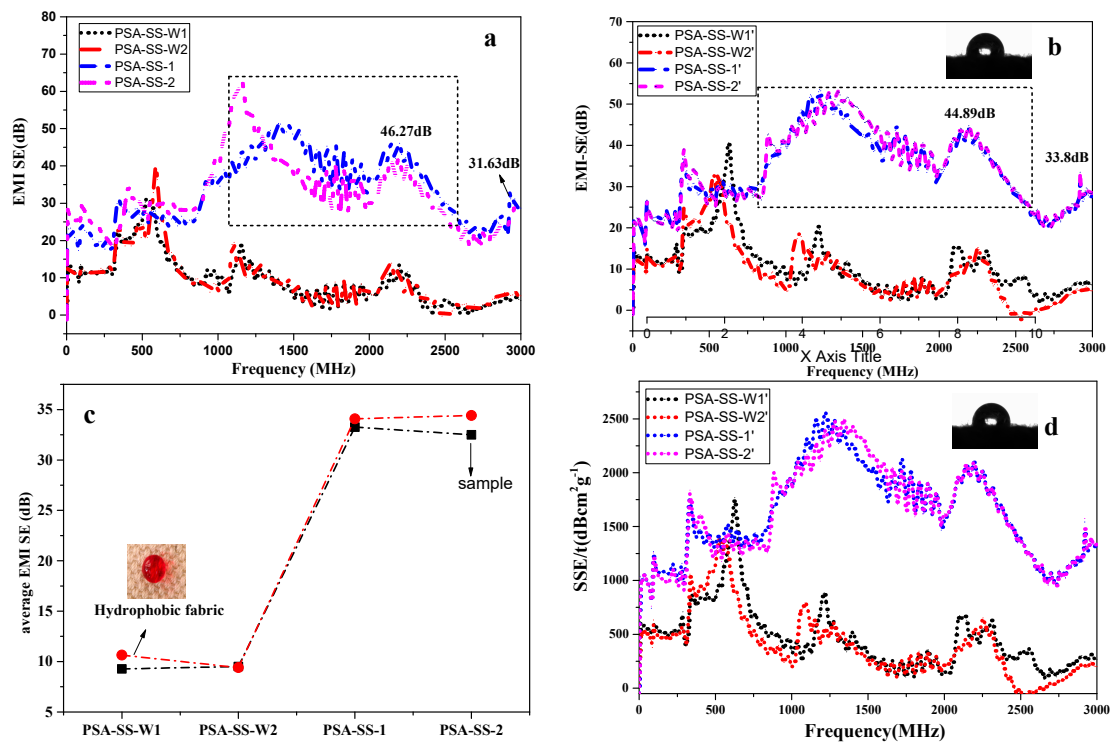 80
70
60
50
40
30
20
10
0
EMI SE(dB)
PSA-SS-W1
PSA-SS-W2
PSA-SS-1
PSA-SS-2
a
46.27dB
31.63dB
0 500 1000 1500 2000 2500 3000
Frequency (MHz)
70
60
50
40
30
20
10
0
EMI-SE(dB)
PSA-SS-W1'
PSA-SS-W2'
PSA-SS-1'
PSA-SS-2'
b
44.89dB
33.8dB
0 2 4 6 8 10
X Axis Title
0 500 1000 1500 2000 2500 3000
Frequency (MHz)
35
30
25
20
15
10
5
average EMI SE (dB)
c
sample
Hydrophobic fabric
PSA-SS-W1 PSA-SS-W2 PSA-SS-1 PSA-SS-2
2500
2000
1500
1000
500
0
SSE/t(dBcm²g⁻¹)
PSA-SS-W1'
PSA-SS-W2'
PSA-SS-1'
PSA-SS-2'
d
0 500 1000 1500 2000 2500 3000
Frequency(MHz)